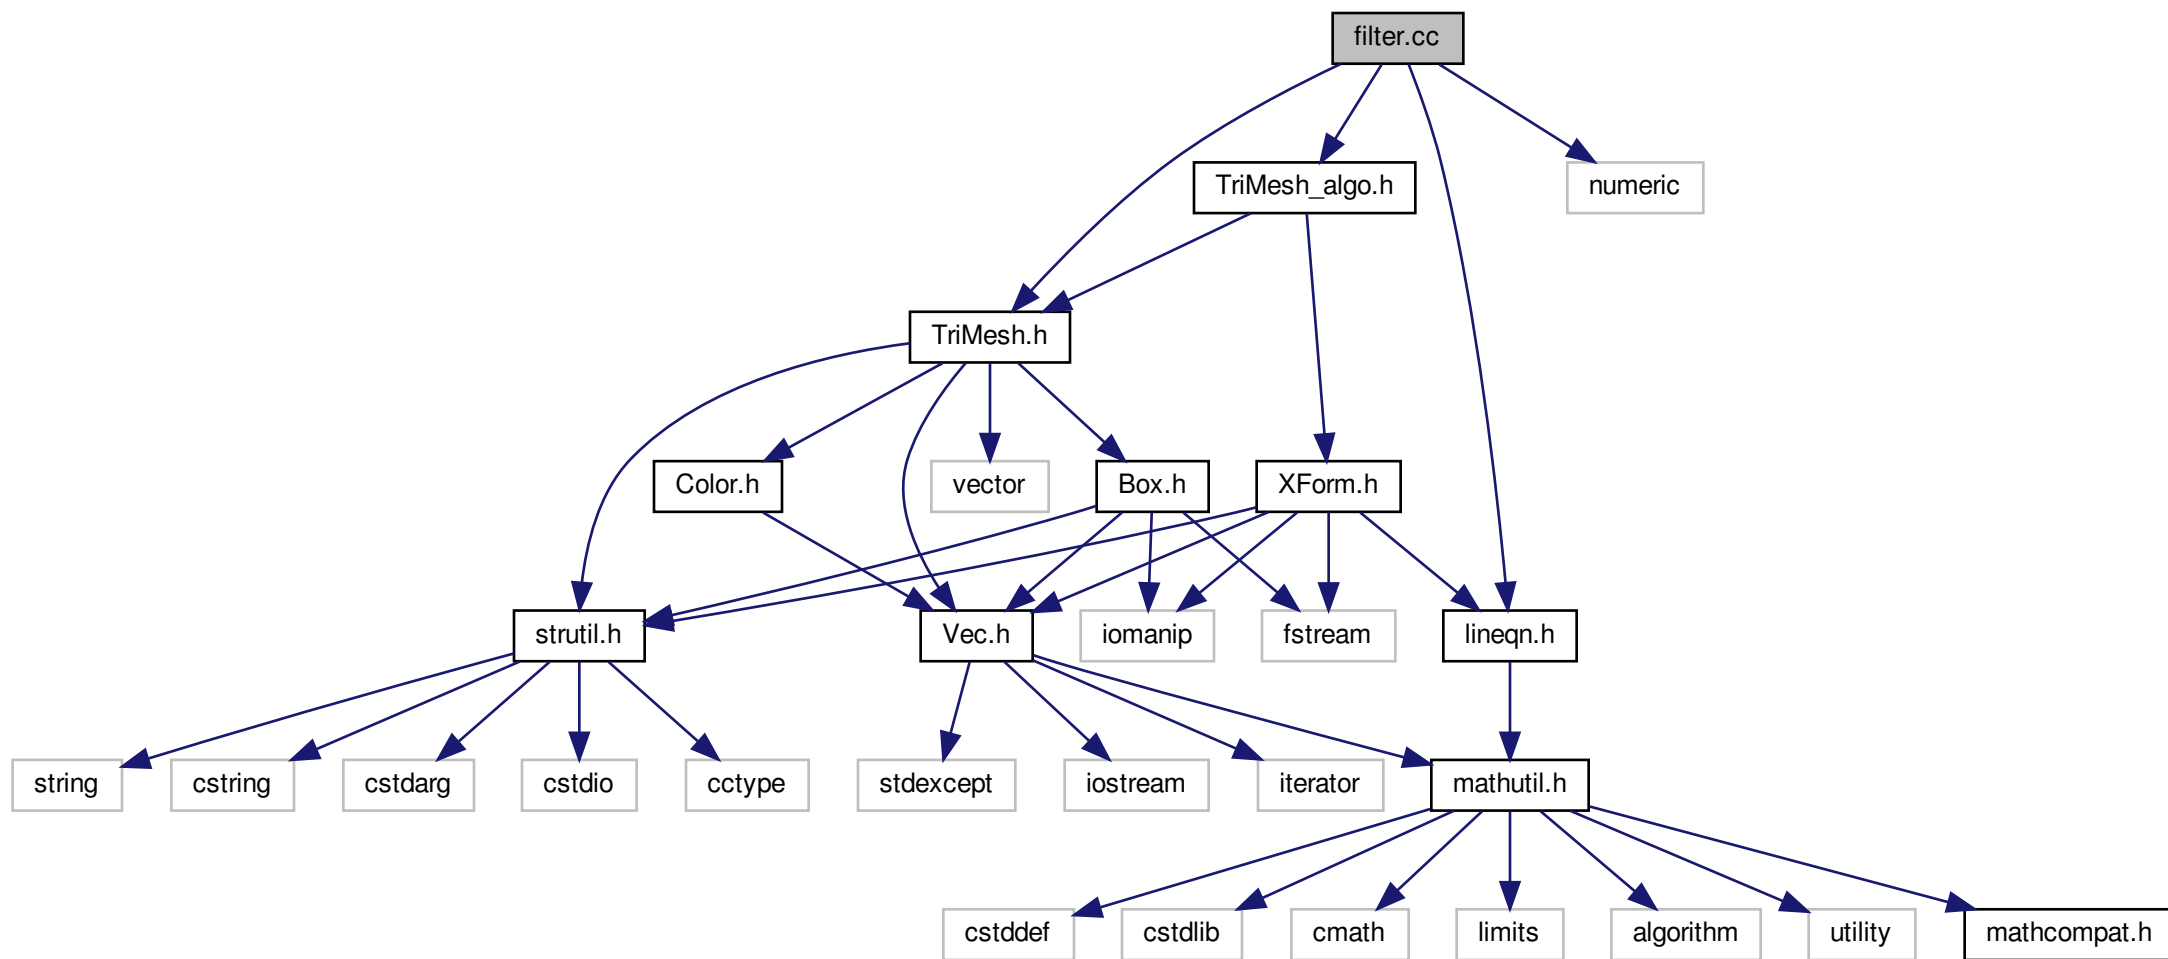 filter.cc
TriMesh_algo.h
numeric
TriMesh.h
Color.h
vector
Box.h
XForm.h
strutil.h
Vec.h
iomanip
fstream
lineqn.h
string
cstring
cstdarg
cstdio
cctype
stdexcept
iostream
iterator
mathutil.h
cstddef
cstdlib
cmath
limits
algorithm
utility
mathcompat.h